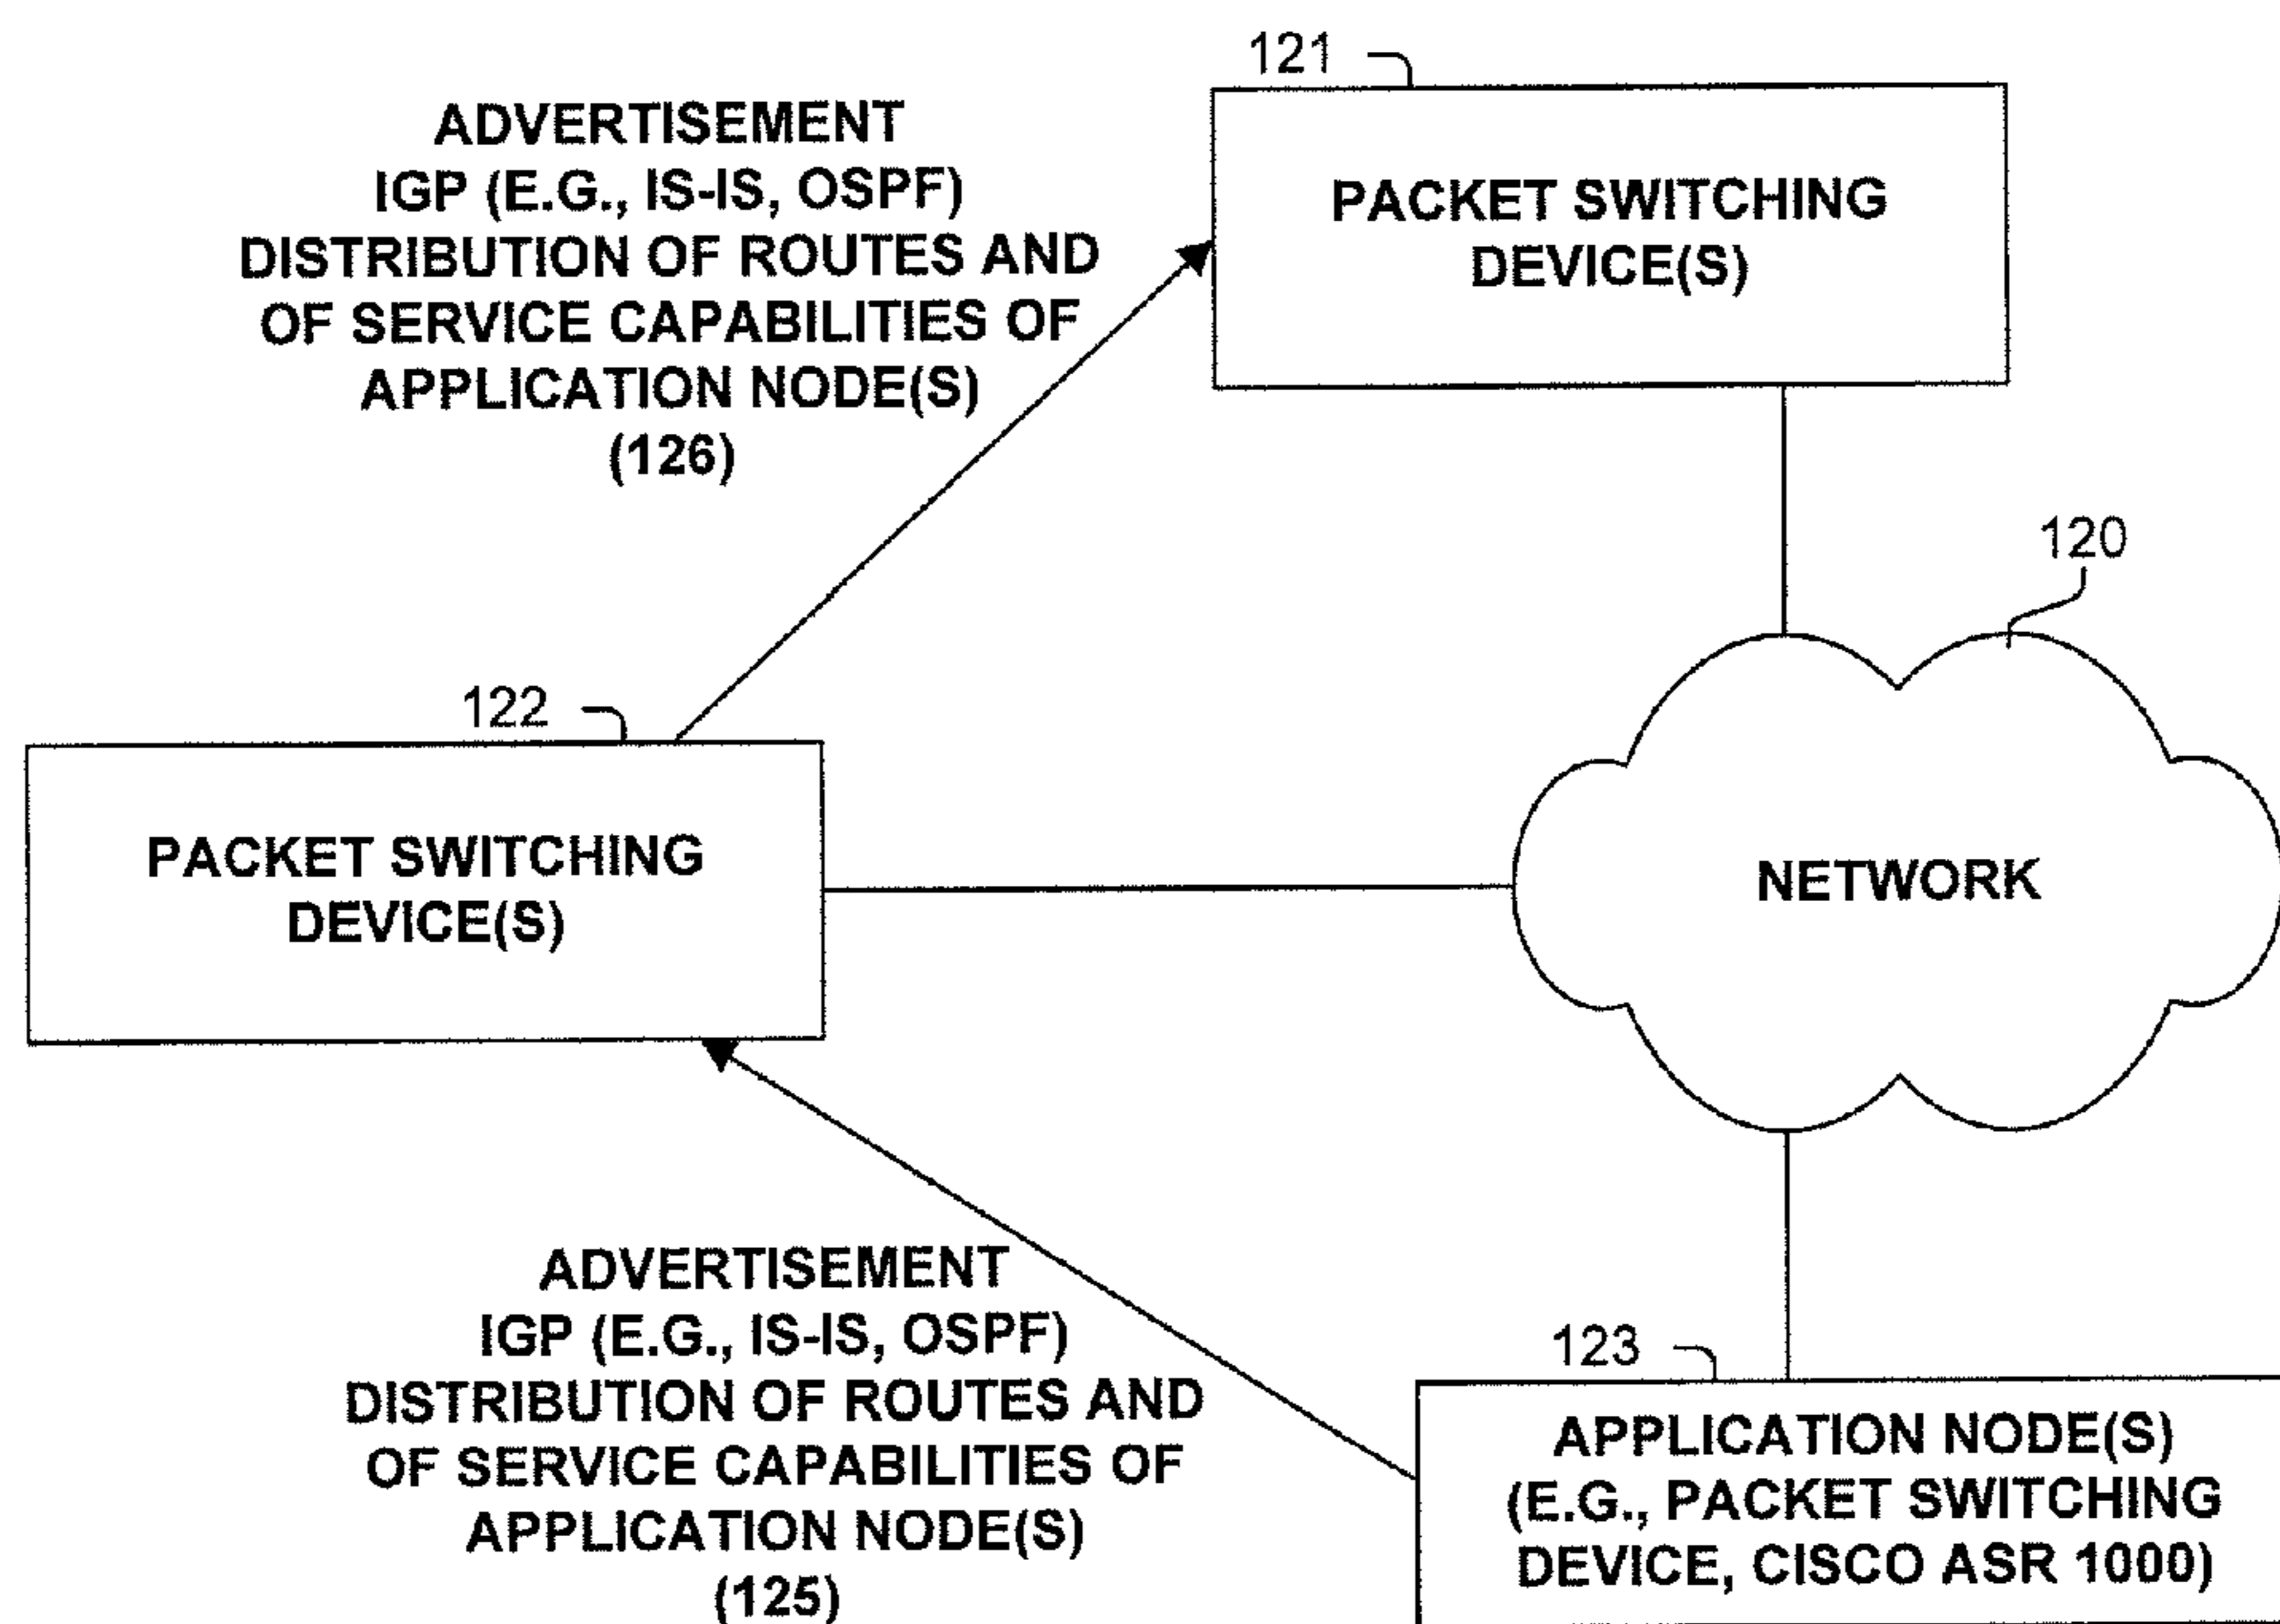 121
ADVERTISEMENT
IGP (E.G., IS-IS, OSPF)
DISTRIBUTION OF ROUTES AND
OF SERVICE CAPABILITIES OF
APPLICATION NODE(S)
(126)
PACKET SWITCHING
DEVICE(S)
120
122
PACKET SWITCHING
DEVICE(S)
NETWORK
ADVERTISEMENT
IGP (E.G., IS-IS, OSPF)
DISTRIBUTION OF ROUTES AND
OF SERVICE CAPABILITIES OF
APPLICATION NODE(S)
(125)
123
APPLICATION NODE(S)
(E.G., PACKET SWITCHING
DEVICE, CISCO ASR 1000)